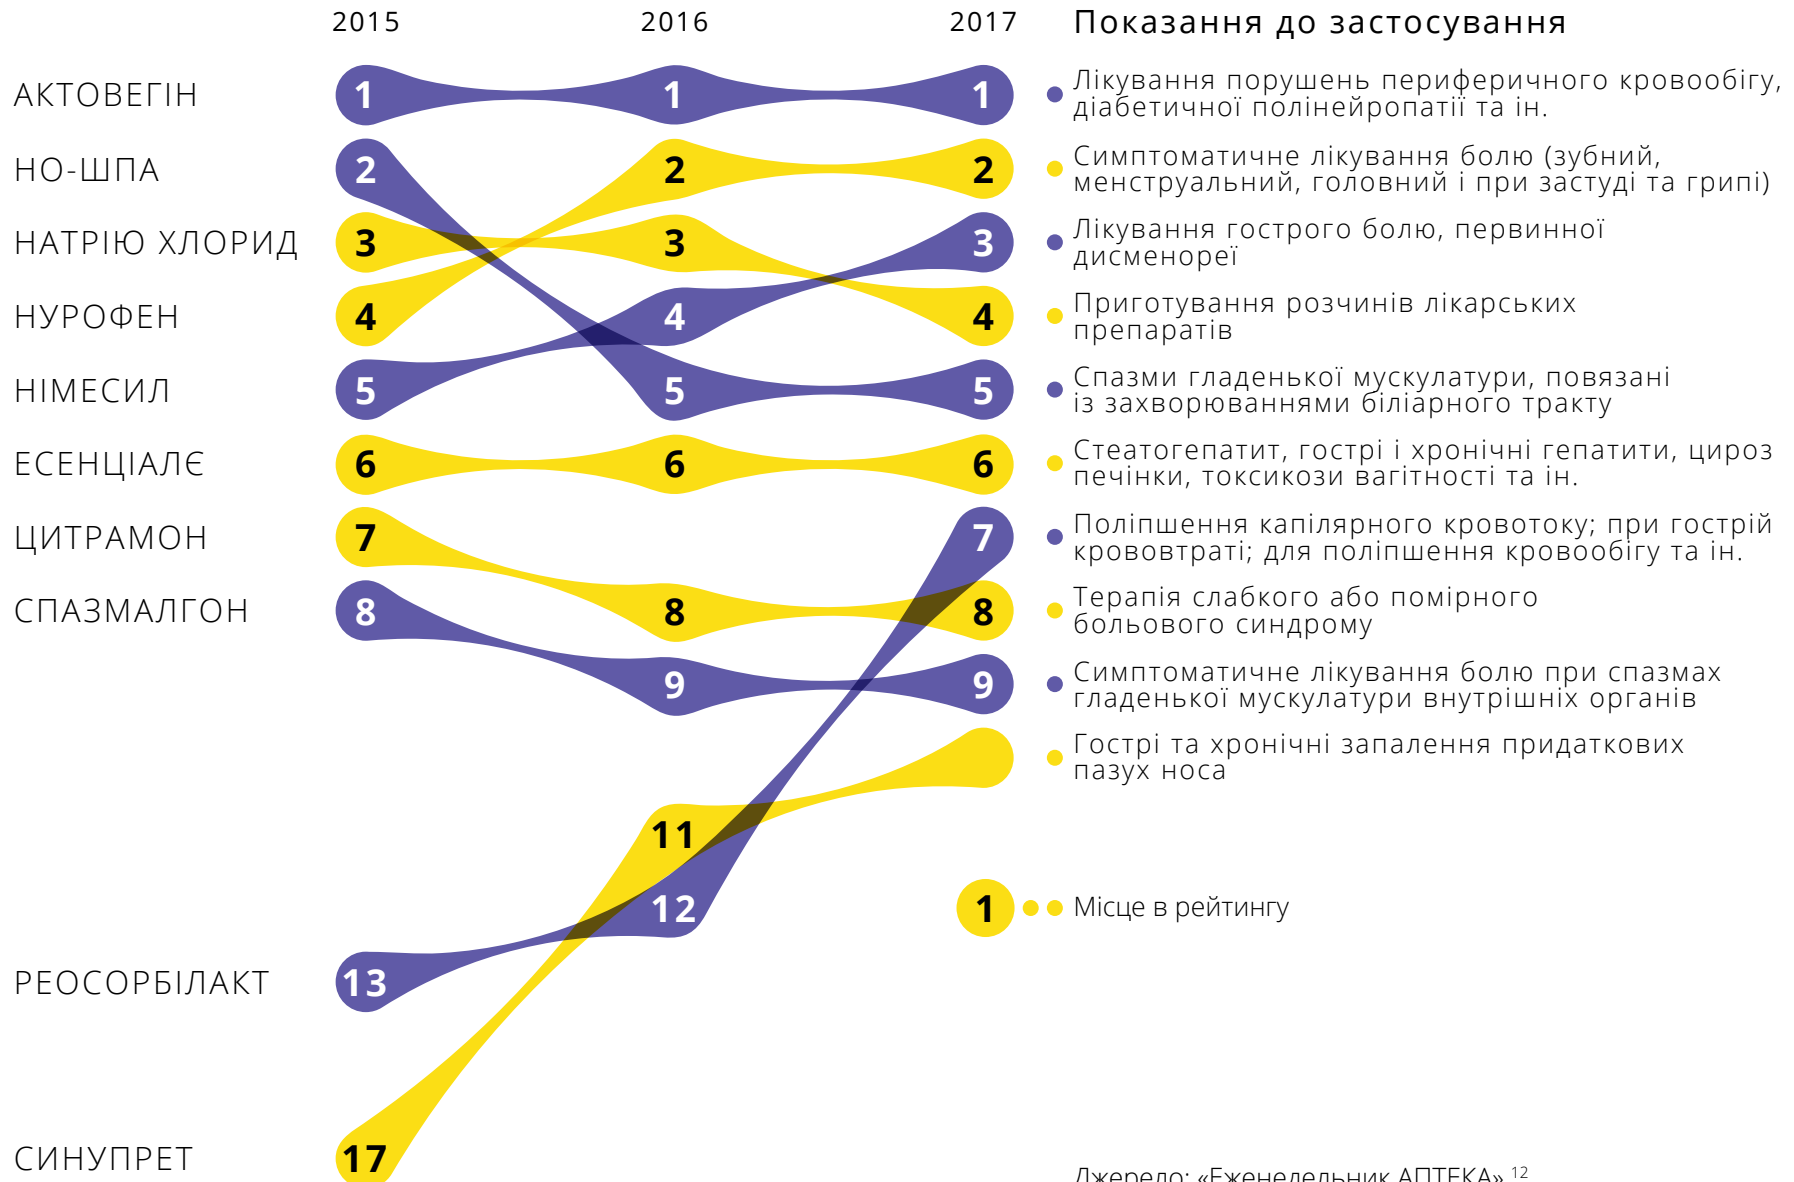 2015 2016 2017 Показання до застосування
АКТОВЕГІН 1 1 1 Лікування порушень периферичного кровообігу,
діабетичної полінейропатії та ін.
НО-ШПА 2 2 2 Симптоматичне лікування болю (зубний,
менструальний, головний і при застуді та грипі)
НАТРІЮ ХЛОРИД 3 3 3 Лікування гострого болю, первинної
дисменореї
НУРОФЕН 4 4 4 Приготування розчинів лікарських
препаратів
НІМЕСИЛ 5 5 5 Спазми гладенької мускулатури, повязані
із захворюваннями біліарного тракту
ЕСЕНЦІАЛЄ 6 6 6 Стеатогепатит, гострі і хронічні гепатити, цироз
печінки, токсикози вагітності та ін.
ЦИТРАМОН 7 7 Поліпшення капілярного кровотоку; при гострій
крововтраті; для поліпшення кровообігу та ін.
СПАЗМАЛГОН 8 8 8 Терапія слабкого або помірного
больового синдрому
9 9 Симптоматичне лікування болю при спазмах
гладенької мускулатури внутрішніх органів
Гострі та хронічні запалення придаткових
пазух носа
11
12 1 Місце в рейтингу
РЕОСОРБІЛАКТ 13
СИНУПРЕТ 17
Джерело: «Еженедельник АПТЕКА» 12